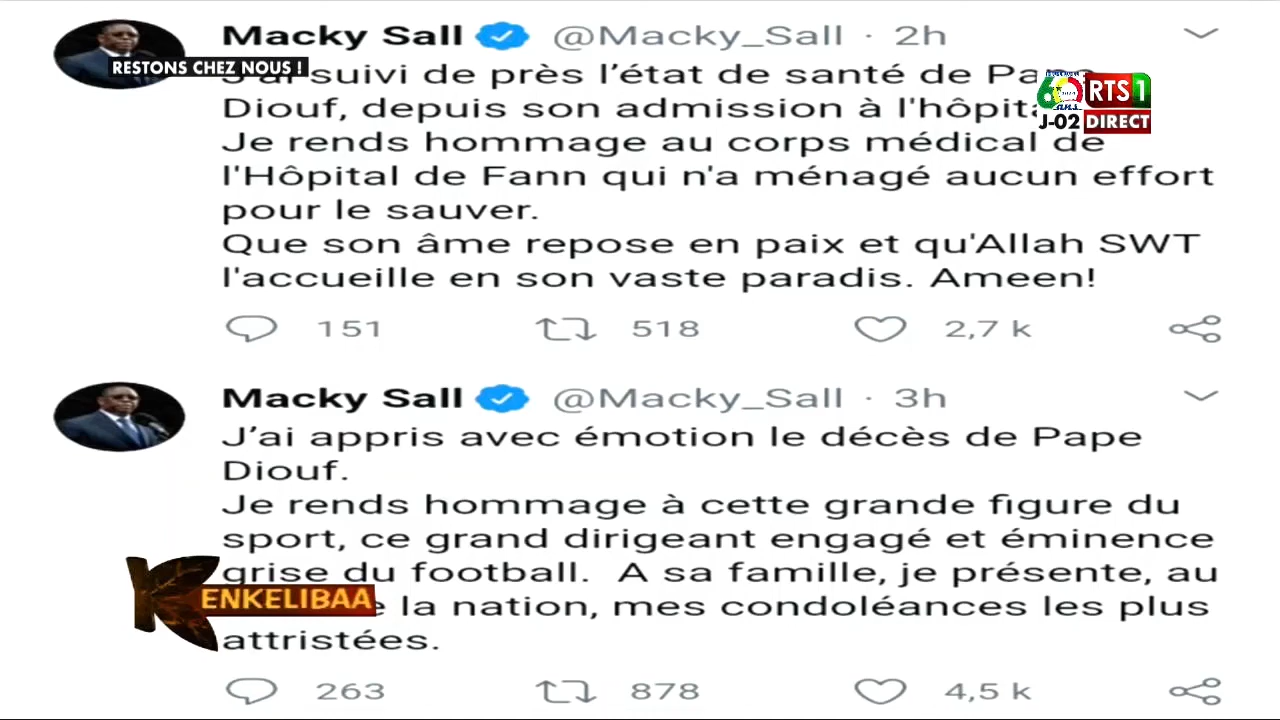 Macky Sall @Macky_Sall · 2h
RESTONS CHEZ NOUS !
suivi de près l’état de santé de
Diouf, depuis son admission à
Je rends hommage au corps médical de
l'Hôpital de Fann qui n'a ménagé aucun effort
pour le sauver.
Que son âme repose en paix et qu'Allah SWT
l'accueille en son vaste paradis. Ameen!
151 518 2,7 k
RTS 1
J-02 DIRECT
Macky Sall @Macky_Sall · 3h
J’ai appris avec émotion le décès de Pape
Diouf.
Je rends hommage à cette grande figure du
sport, ce grand dirigeant engagé et éminence
grise du football. A sa famille, je présente, au
la nation, mes condoléances les plus
attristées.
KENKELIBAA
263 878 4,5 k